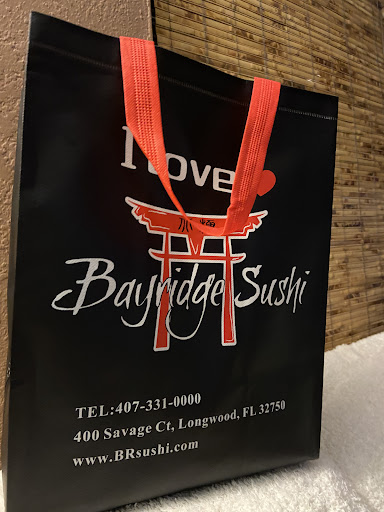 I love
Bayridge Sushi
TEL:407-331-0000
400 Savage Ct, Longwood, FL 32750
www.BRsushi.com